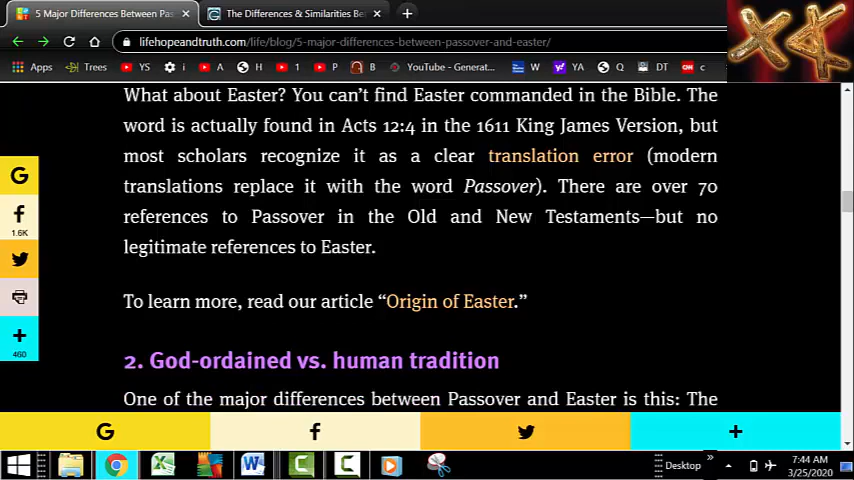 5 Major Differences Between Pas
The Differences & Similarities Be
lifehopeandtruth.com/life/blog/5-major-differences-between-passover-and-easter/
Apps Trees YS i A H 1 P B YouTube - Generat... W YA Q DT c
What about Easter? You can't find Easter commanded in the Bible. The
word is actually found in Acts 12:4 in the 1611 King James Version, but
most scholars recognize it as a clear translation error (modern
translations replace it with the word Passover). There are over 70
references to Passover in the Old and New Testaments—but no
legitimate references to Easter.
To learn more, read our article “Origin of Easter.”
2. God-ordained vs. human tradition
One of the major differences between Passover and Easter is this: The
G
1.6K
460
G
Desktop
7:44 AM
3/25/2020